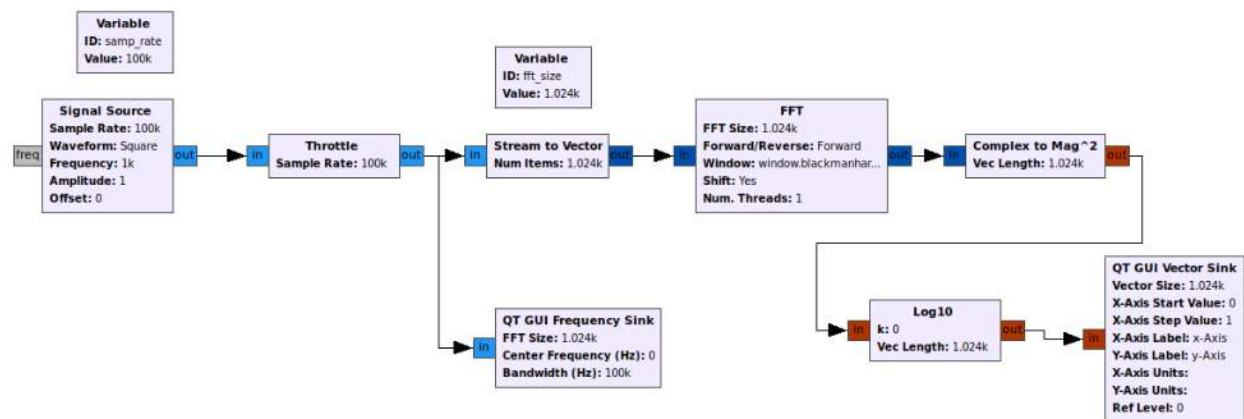 Variable
ID: samp_rate
Value: 100k
Variable
ID: fft_size
Value: 1.024k
Signal Source
Sample Rate: 100k
Waveform: Square
Frequency: 1k
Amplitude: 1
Offset: 0
freq
out
in
Throttle
Sample Rate: 100k
out
in
Stream to Vector
Num Items: 1.024k
out
in
FFT
FFT Size: 1.024k
Forward/Reverse: Forward
Window: window.blackmanhar...
Shift: Yes
Num. Threads: 1
out
in
Complex to Mag^2
Vec Length: 1.024k
out
in
QT GUI Frequency Sink
FFT Size: 1.024k
Center Frequency (Hz): 0
Bandwidth (Hz): 100k
in
Log10
k: 0
Vec Length: 1.024k
out
in
QT GUI Vector Sink
Vector Size: 1.024k
X-Axis Start Value: 0
X-Axis Step Value: 1
X-Axis Label: x-Axis
Y-Axis Label: y-Axis
X-Axis Units:
Y-Axis Units:
Ref Level: 0